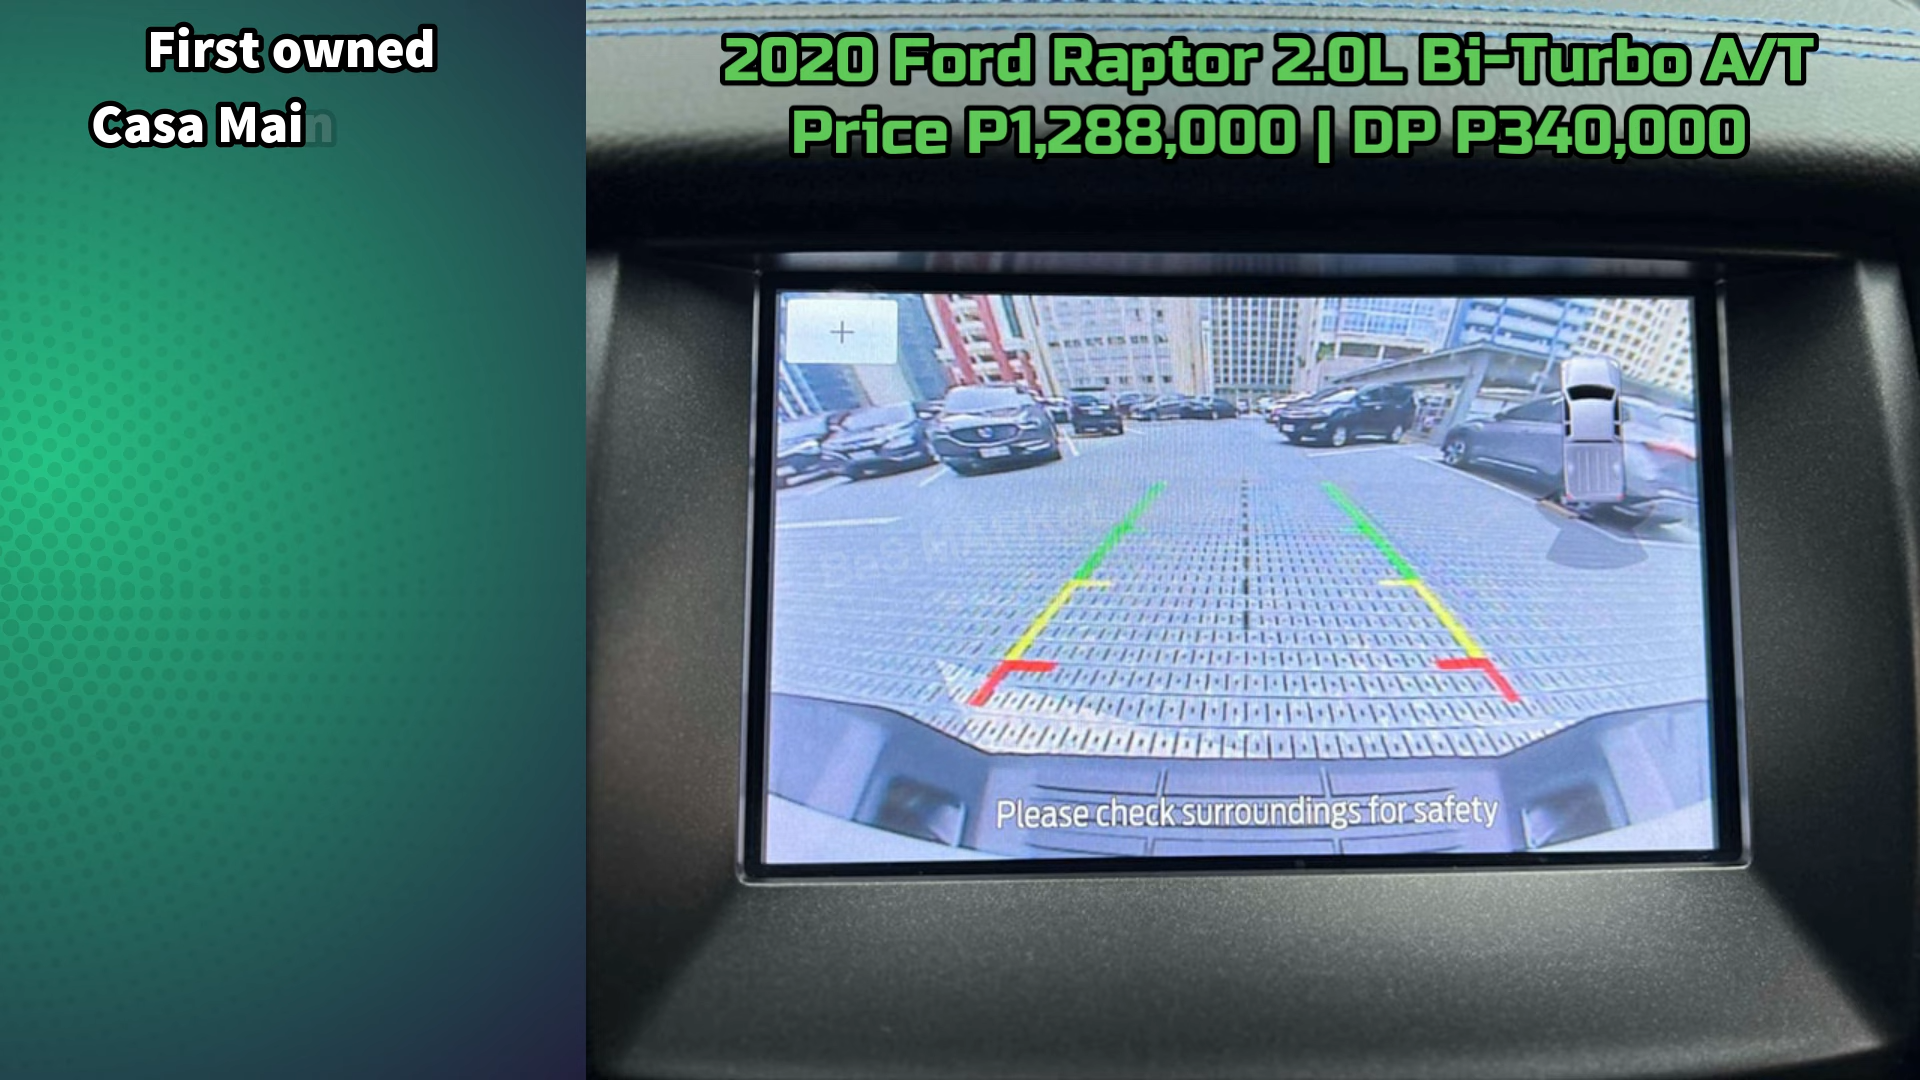 First owned
Casa Main
2020 Ford Raptor 2.0L Bi-Turbo A/T
Price P1,288,000 | DP P340,000
+
Please check surroundings for safety